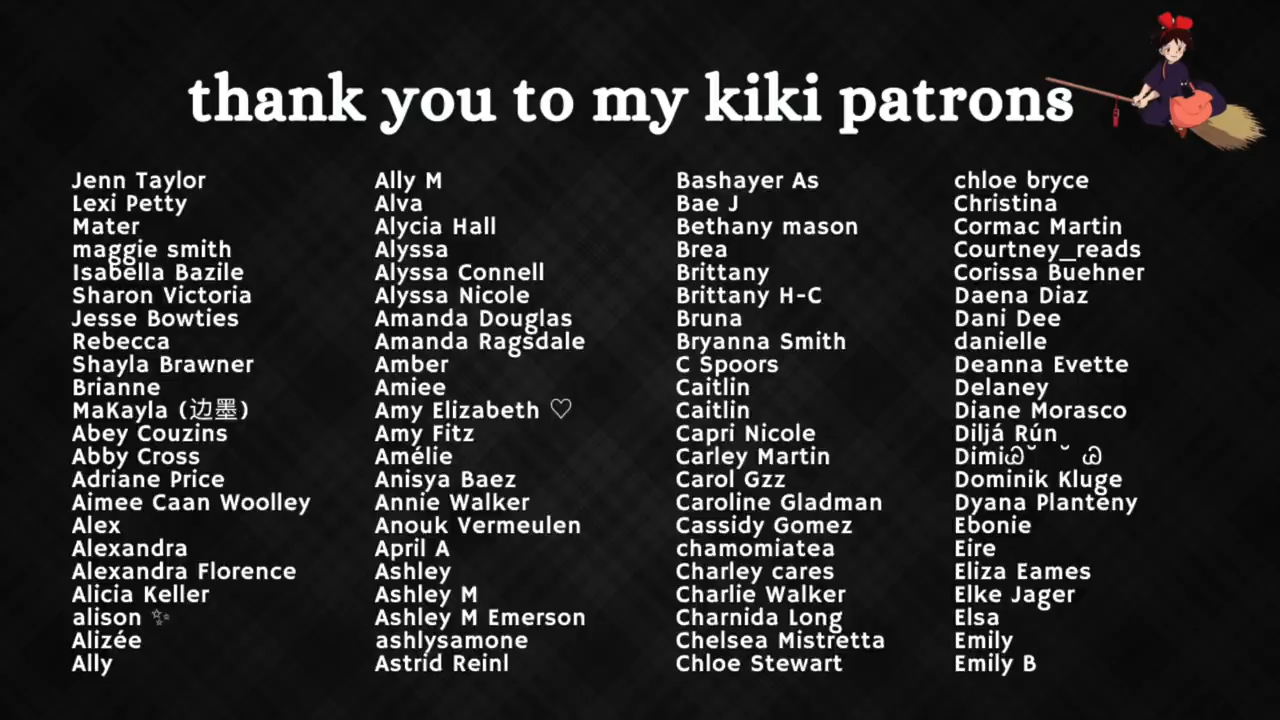 thank you to my kiki patrons
Jenn Taylor
Lexi Petty
Mater
maggie smith
Isabella Bazile
Sharon Victoria
Jesse Bowties
Rebecca
Shayla Brawner
Brianne
MaKayla (边墨)
Abey Couzins
Abby Cross
Adriane Price
Aimee Caan Woolley
Alex
Alexandra
Alexandra Florence
Alicia Keller
alison ✨
Alizée
Ally
Ally M
Alva
Alycia Hall
Alyssa
Alyssa Connell
Alyssa Nicole
Amanda Douglas
Amanda Ragsdale
Amber
Amiee
Amy Elizabeth ♡
Amy Fitz
Amélie
Anisya Baez
Annie Walker
Anouk Vermeulen
April A
Ashley
Ashley M
Ashley M Emerson
ashlysamone
Astrid Reinl
Bashayer As
Bae J
Bethany mason
Brea
Brittany
Brittany H-C
Bruna
Bryanna Smith
C Spoors
Caitlin
Caitlin
Capri Nicole
Carley Martin
Carol Gzz
Caroline Gladman
Cassidy Gomez
chamomiatea
Charley cares
Charlie Walker
Charnida Long
Chelsea Mistretta
Chloe Stewart
chloe bryce
Christina
Cormac Martin
Courtney_reads
Corissa Buehner
Daena Diaz
Dani Dee
danielle
Deanna Evette
Delaney
Diane Morasco
Diljá Rún
Dimiᘏ˘ ˘ᘏ
Dominik Kluge
Dyana Planteny
Ebonie
Eire
Eliza Eames
Elke Jager
Elsa
Emily
Emily B